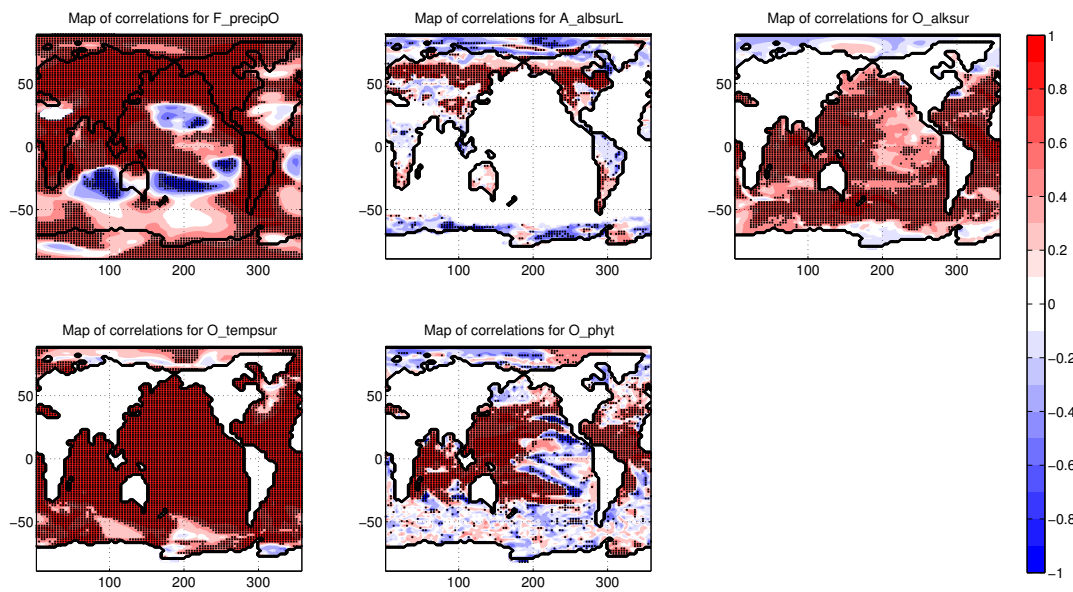 Map of correlations for F_precipO
Map of correlations for A_albsurL
Map of correlations for O_alksur
50
0
−50
100 200 300
50
0
−50
100 200 300
50
0
−50
100 200 300
1
0.8
0.6
0.4
0.2
0
−0.2
−0.4
−0.6
−0.8
−1
Map of correlations for O_tempsur
Map of correlations for O_phyt
50
0
−50
100 200 300
50
0
−50
100 200 300